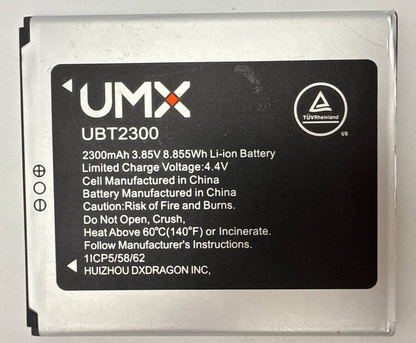 UMX
UBT2300
2300mAh 3.85V 8.855Wh Li-ion Battery
Limited Charge Voltage:4.4V
Cell Manufactured in China
Battery Manufactured in China
Caution:Risk of Fire and Burns.
Do Not Open, Crush,
Heat Above 60℃(140°F) or Incinerate.
Follow Manufacturer's Instructions.
1ICP5/58/62
HUIZHOU DXDRAGON INC,
TÜVRheinland
US